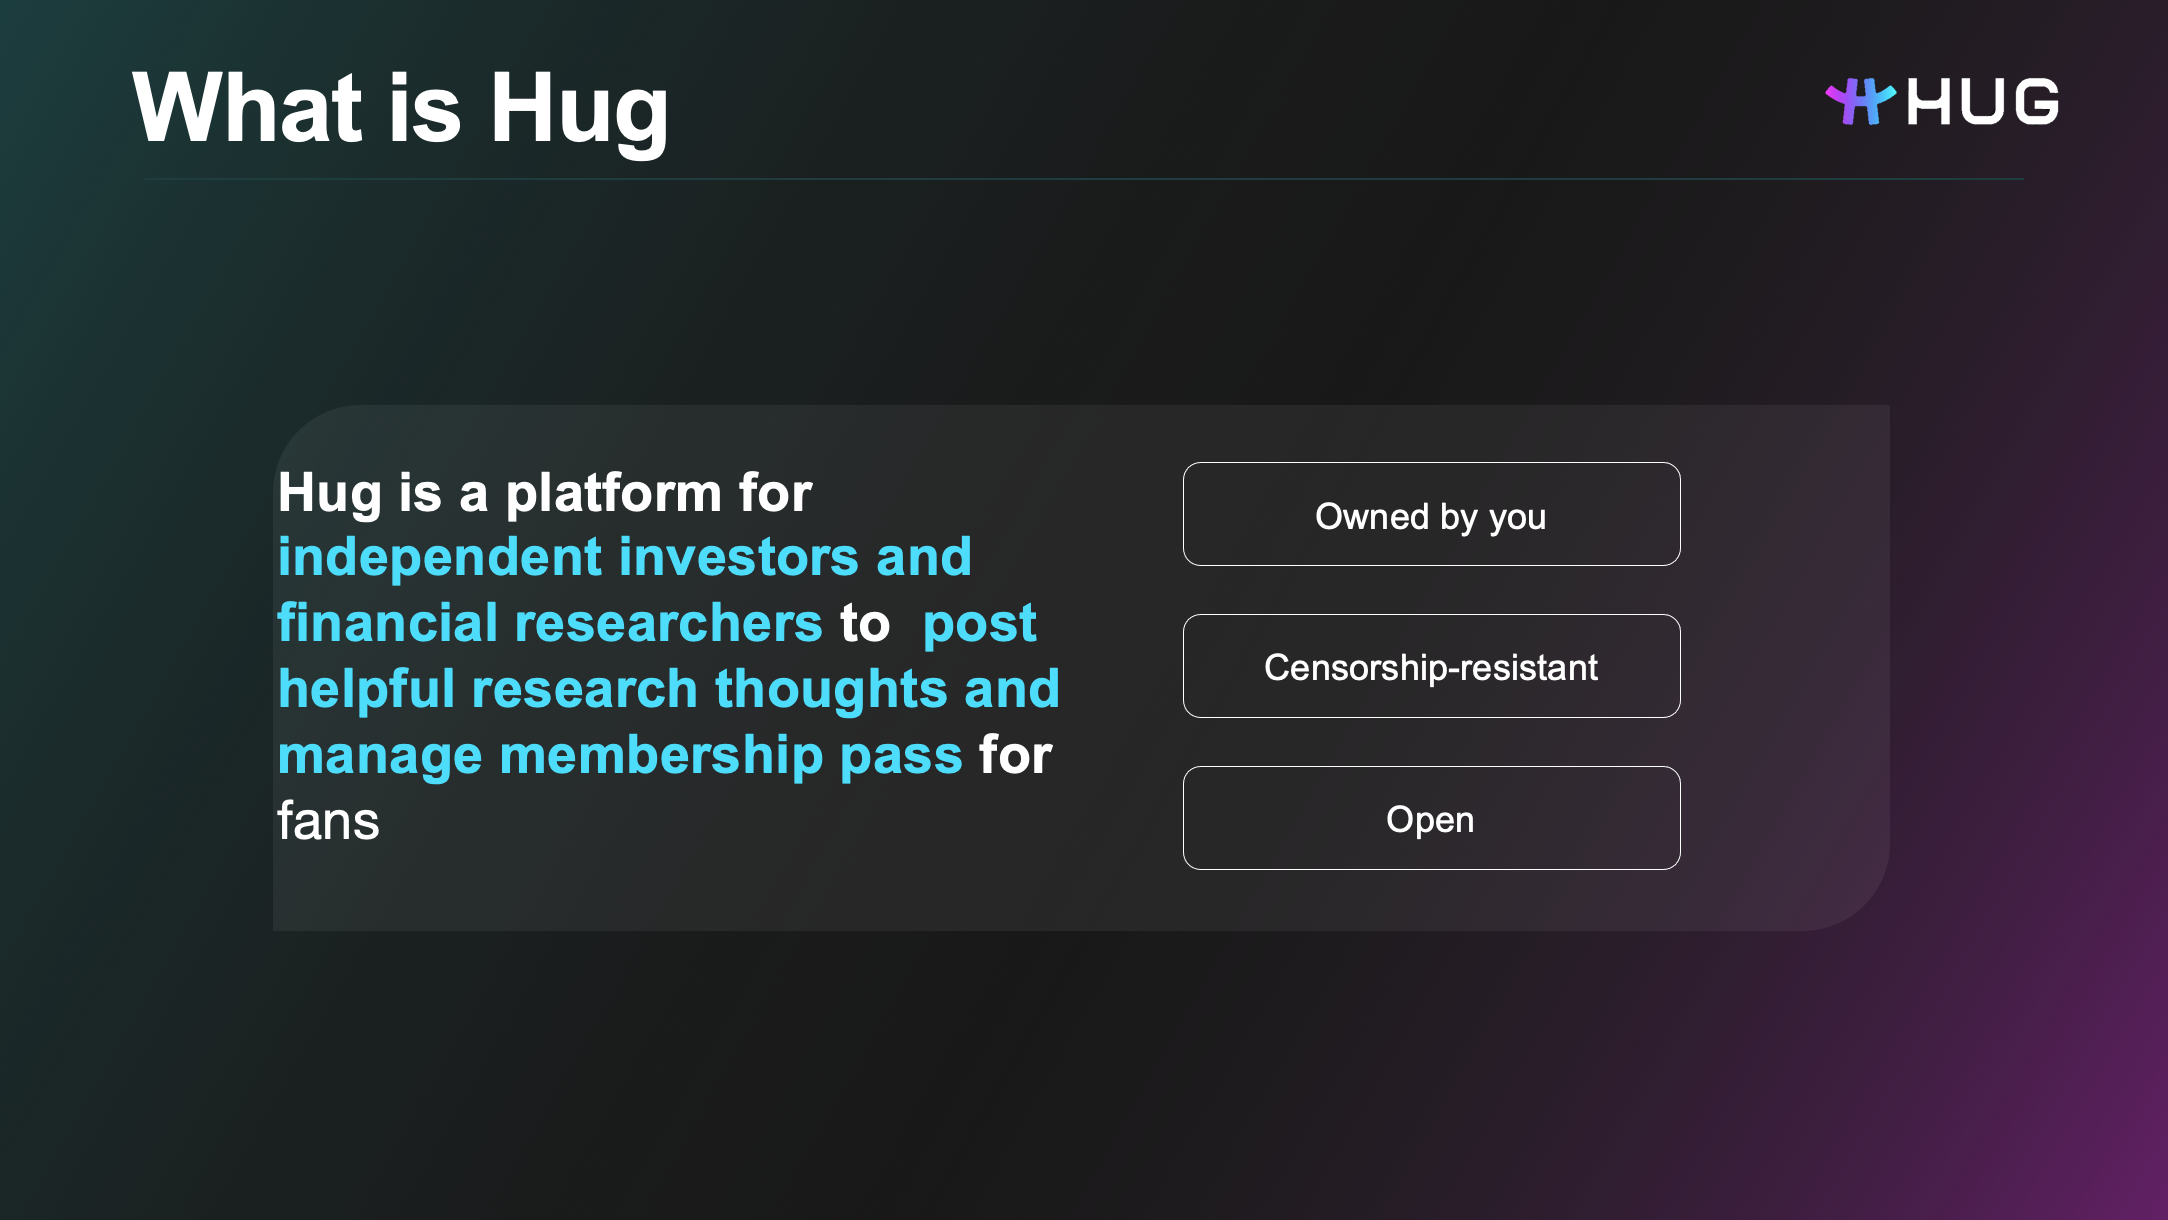 What is Hug
HUG
Hug is a platform for
independent investors and
financial researchers to  post
helpful research thoughts and
manage membership pass for
fans
Owned by you
Censorship-resistant
Open